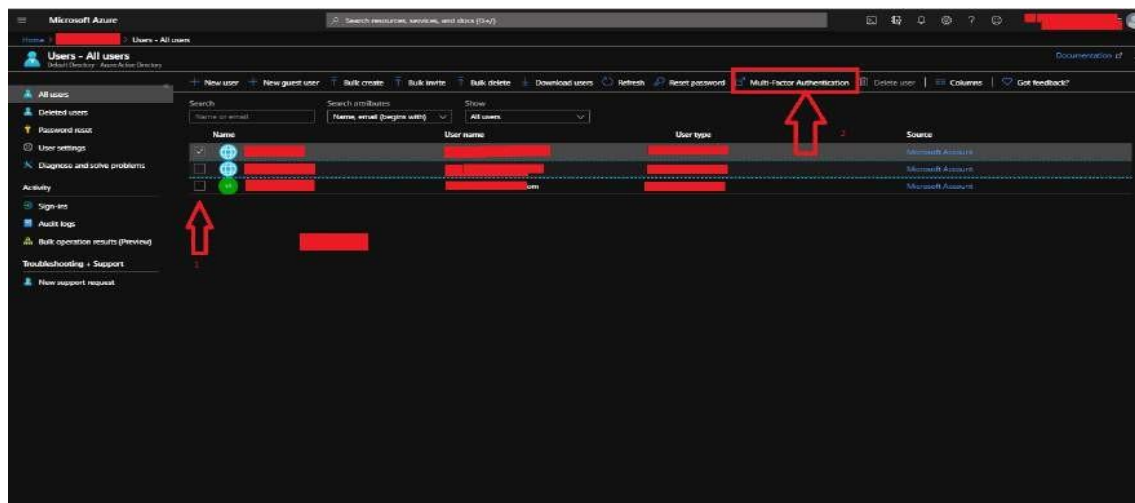 Microsoft Azure
Search resources, services, and docs (G+/)
Home > > Users - All users
Users - All users
Default Directory - Azure Active Directory
Documentation
New user New guest user Bulk create Bulk invite Bulk delete Download users Refresh Reset password Multi-Factor Authentication Delete user Columns Got feedback?
All users
Deleted users
Password reset
User settings
Diagnose and solve problems
Activity
Sign-ins
Audit logs
Bulk operation results (Preview)
Troubleshooting + Support
New support request
Search Search attributes Show
Name or email Name, email (begins with) All users
Name User name User type 2 Source
Microsoft Account
Microsoft Account
om Microsoft Account
1